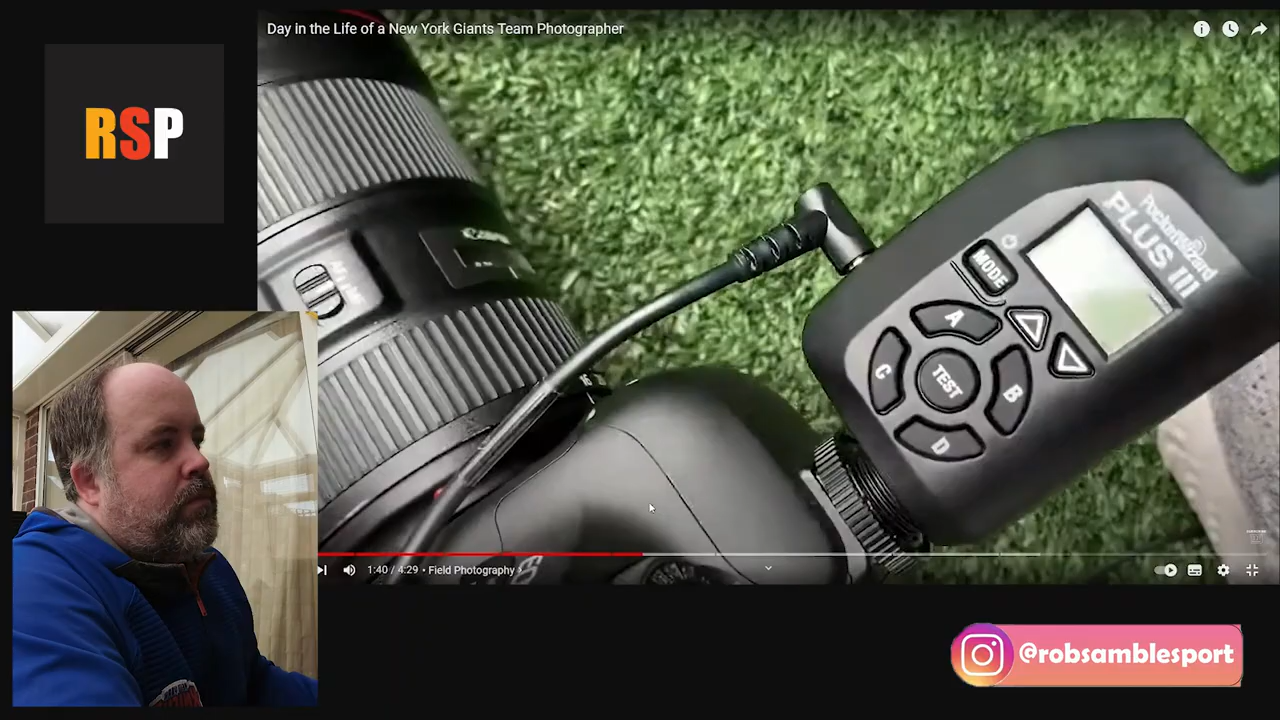 Day in the Life of a New York Giants Team Photographer
RSP
PocketWizard
PLUS III
MODE
A
C
TEST
B
D
1:40 / 4:29 • Field Photography ›
@robsamblesport